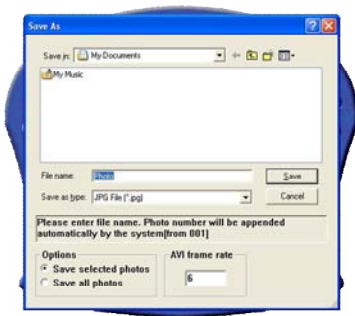 Save As
Save in: My Documents
My Music
File name: Photo Save
Save as type: JPG File (*.jpg) Cancel
Please enter file name. Photo number will be appended
automatically by the system[from 001]
Options AVI frame rate
Save selected photos 6
Save all photos